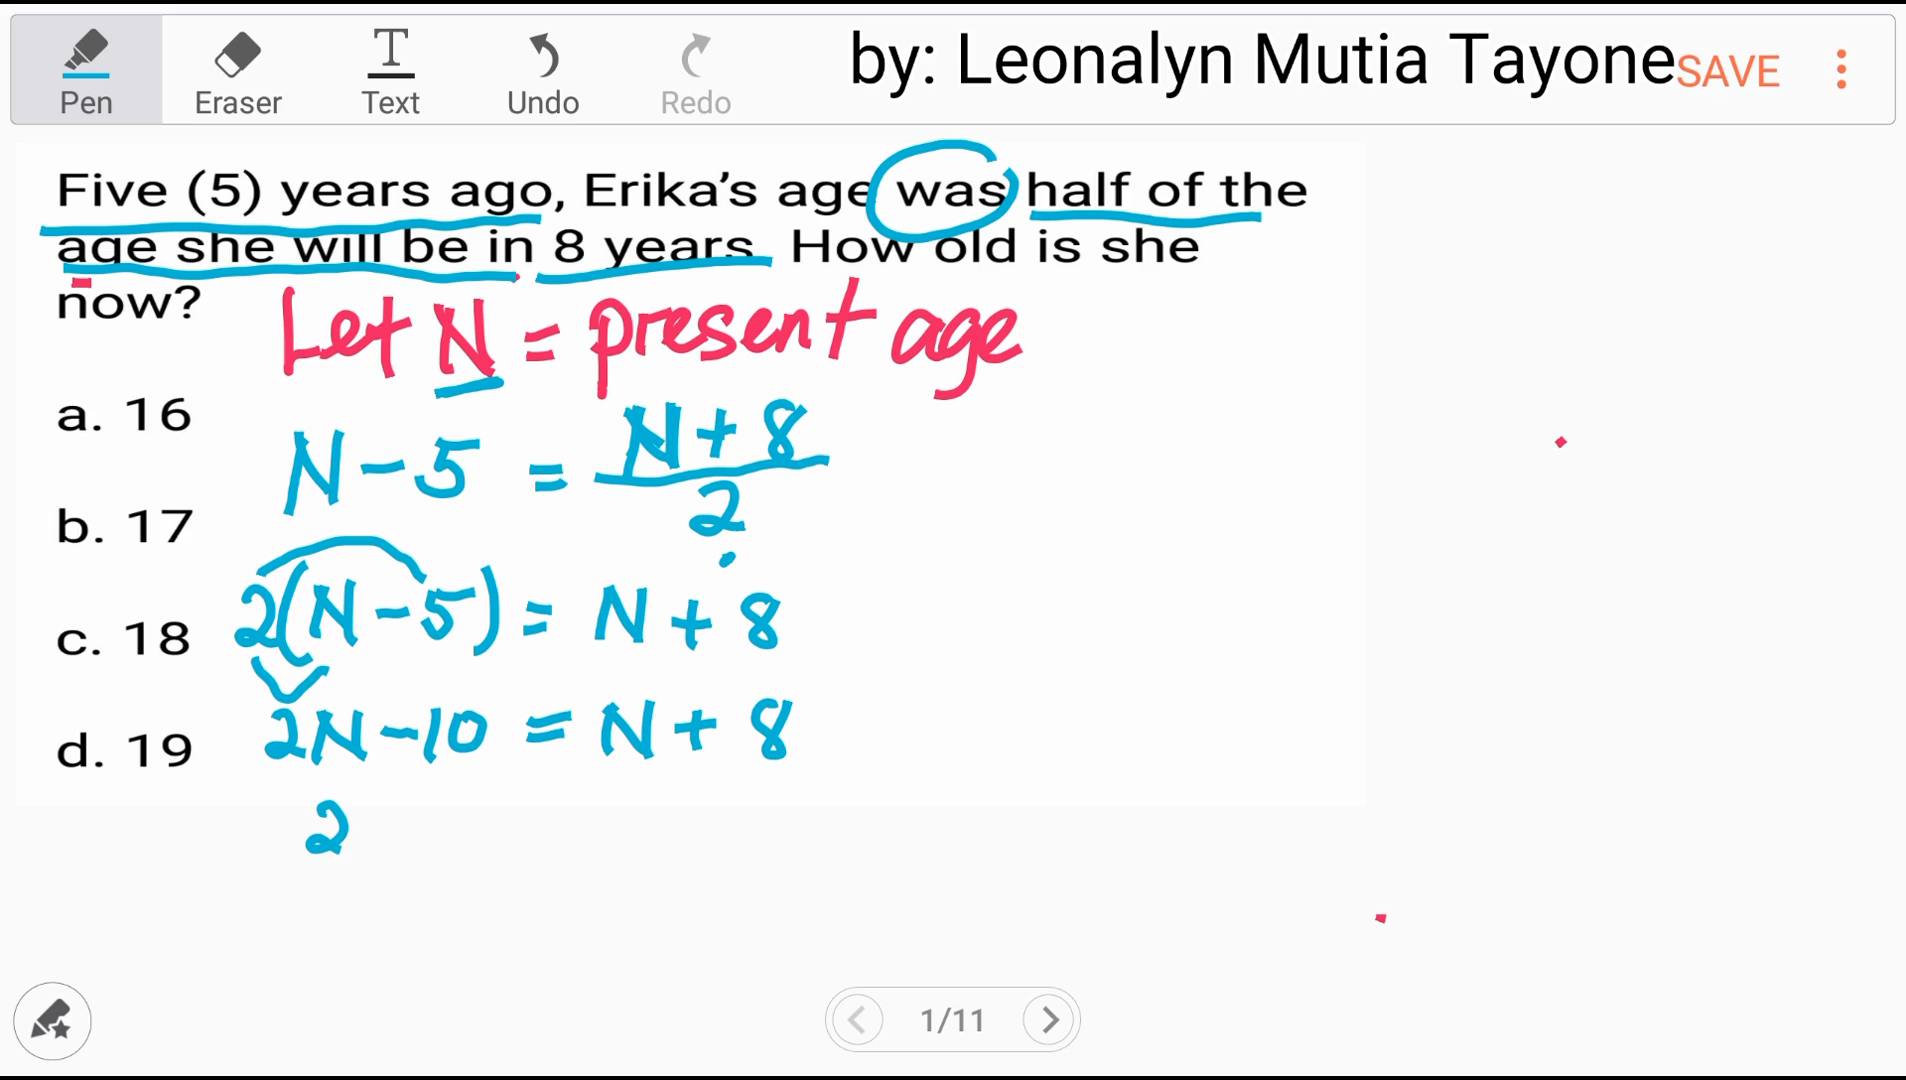 Pen Eraser Text Undo Redo by: Leonalyn Mutia Tayone SAVE
Five (5) years ago, Erika's age was half of the
age she will be in 8 years. How old is she
now?
Let N = present age
a. 16
N - 5 = N + 8
2
b. 17
2(N - 5) = N + 8
c. 18
2N - 10 = N + 8
d. 19
2
1/11